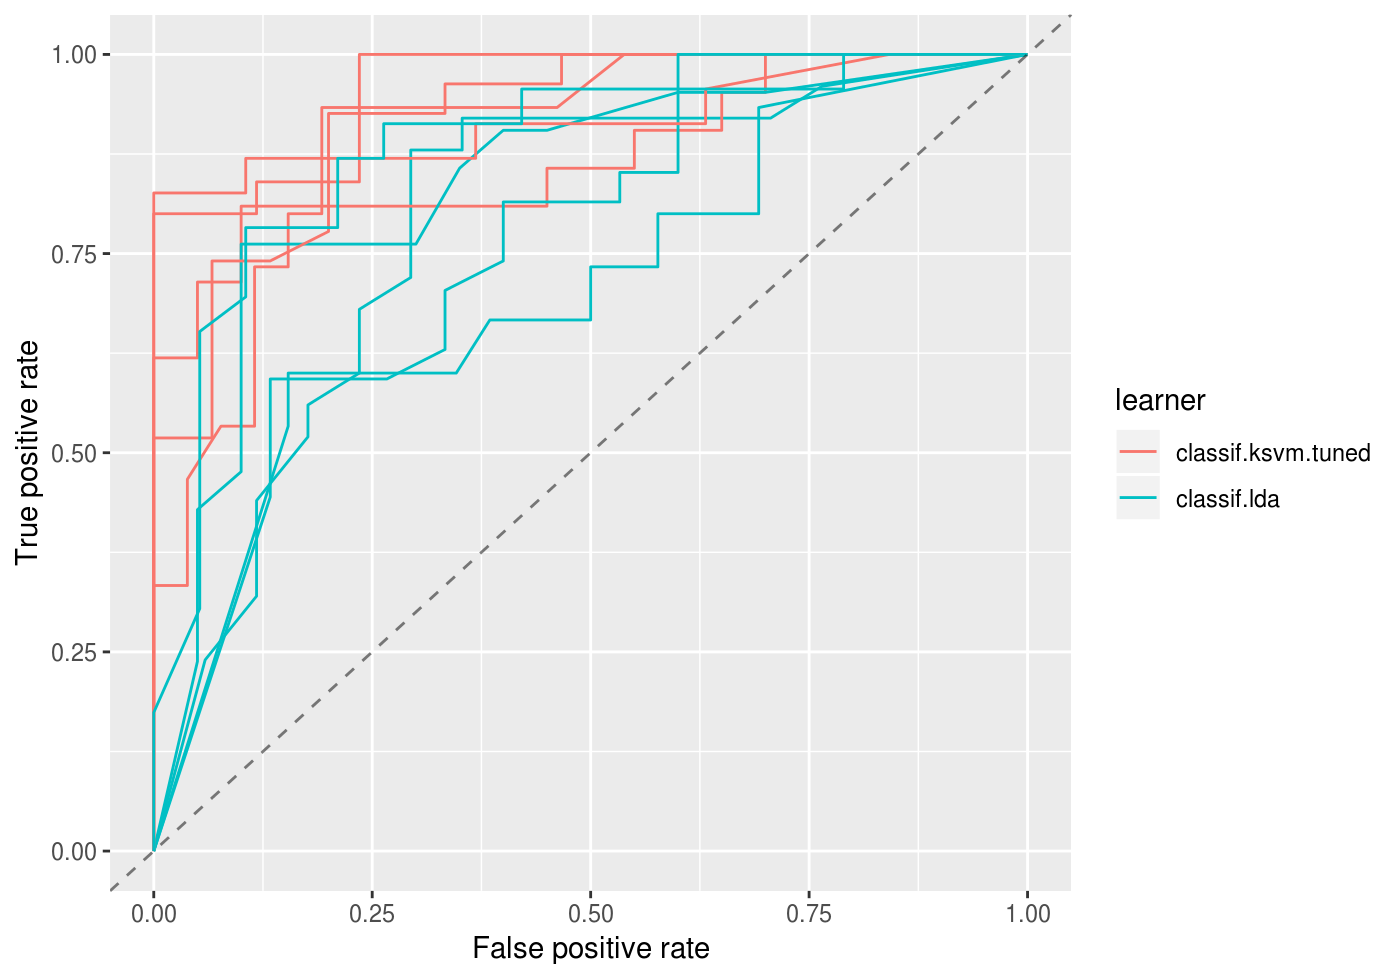 True positive rate
1.00
0.75
0.50
0.25
0.00
0.00 0.25 0.50 0.75 1.00
False positive rate
learner
classif.ksvm.tuned
classif.lda